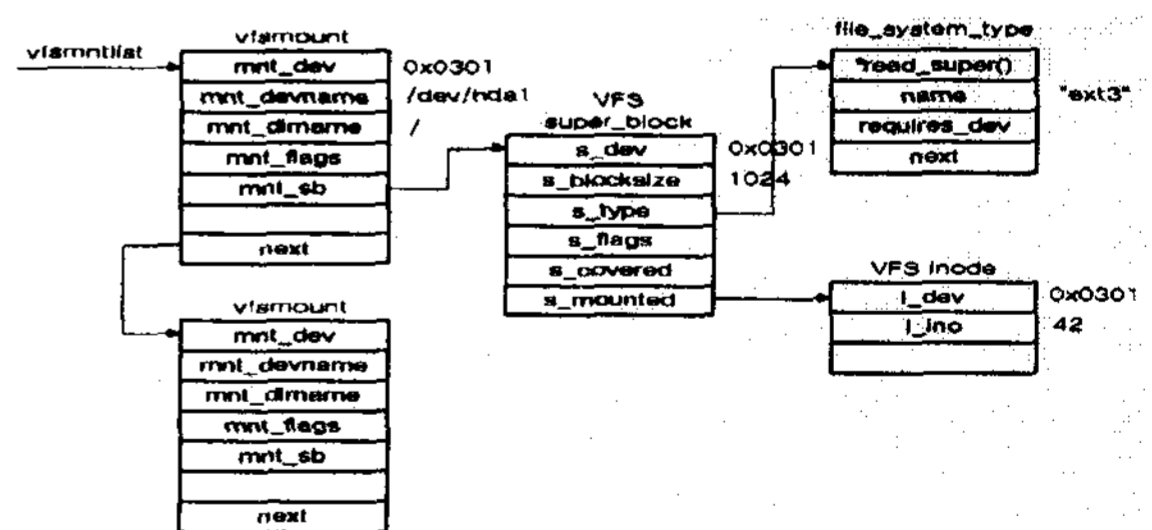 vfsmntlist
vfsmount
mnt_dev
0x0301
mnt_devname
/dev/hda1
mnt_dirname
/
mnt_flags
mnt_sb
next
vfsmount
mnt_dev
mnt_devname
mnt_dirname
mnt_flags
mnt_sb
next
VFS
super_block
s_dev
0x0301
s_blocksize
1024
s_type
s_flags
s_covered
s_mounted
file_system_type
*read_super()
name
"ext3"
requires_dev
next
VFS inode
i_dev
0x0301
i_ino
42